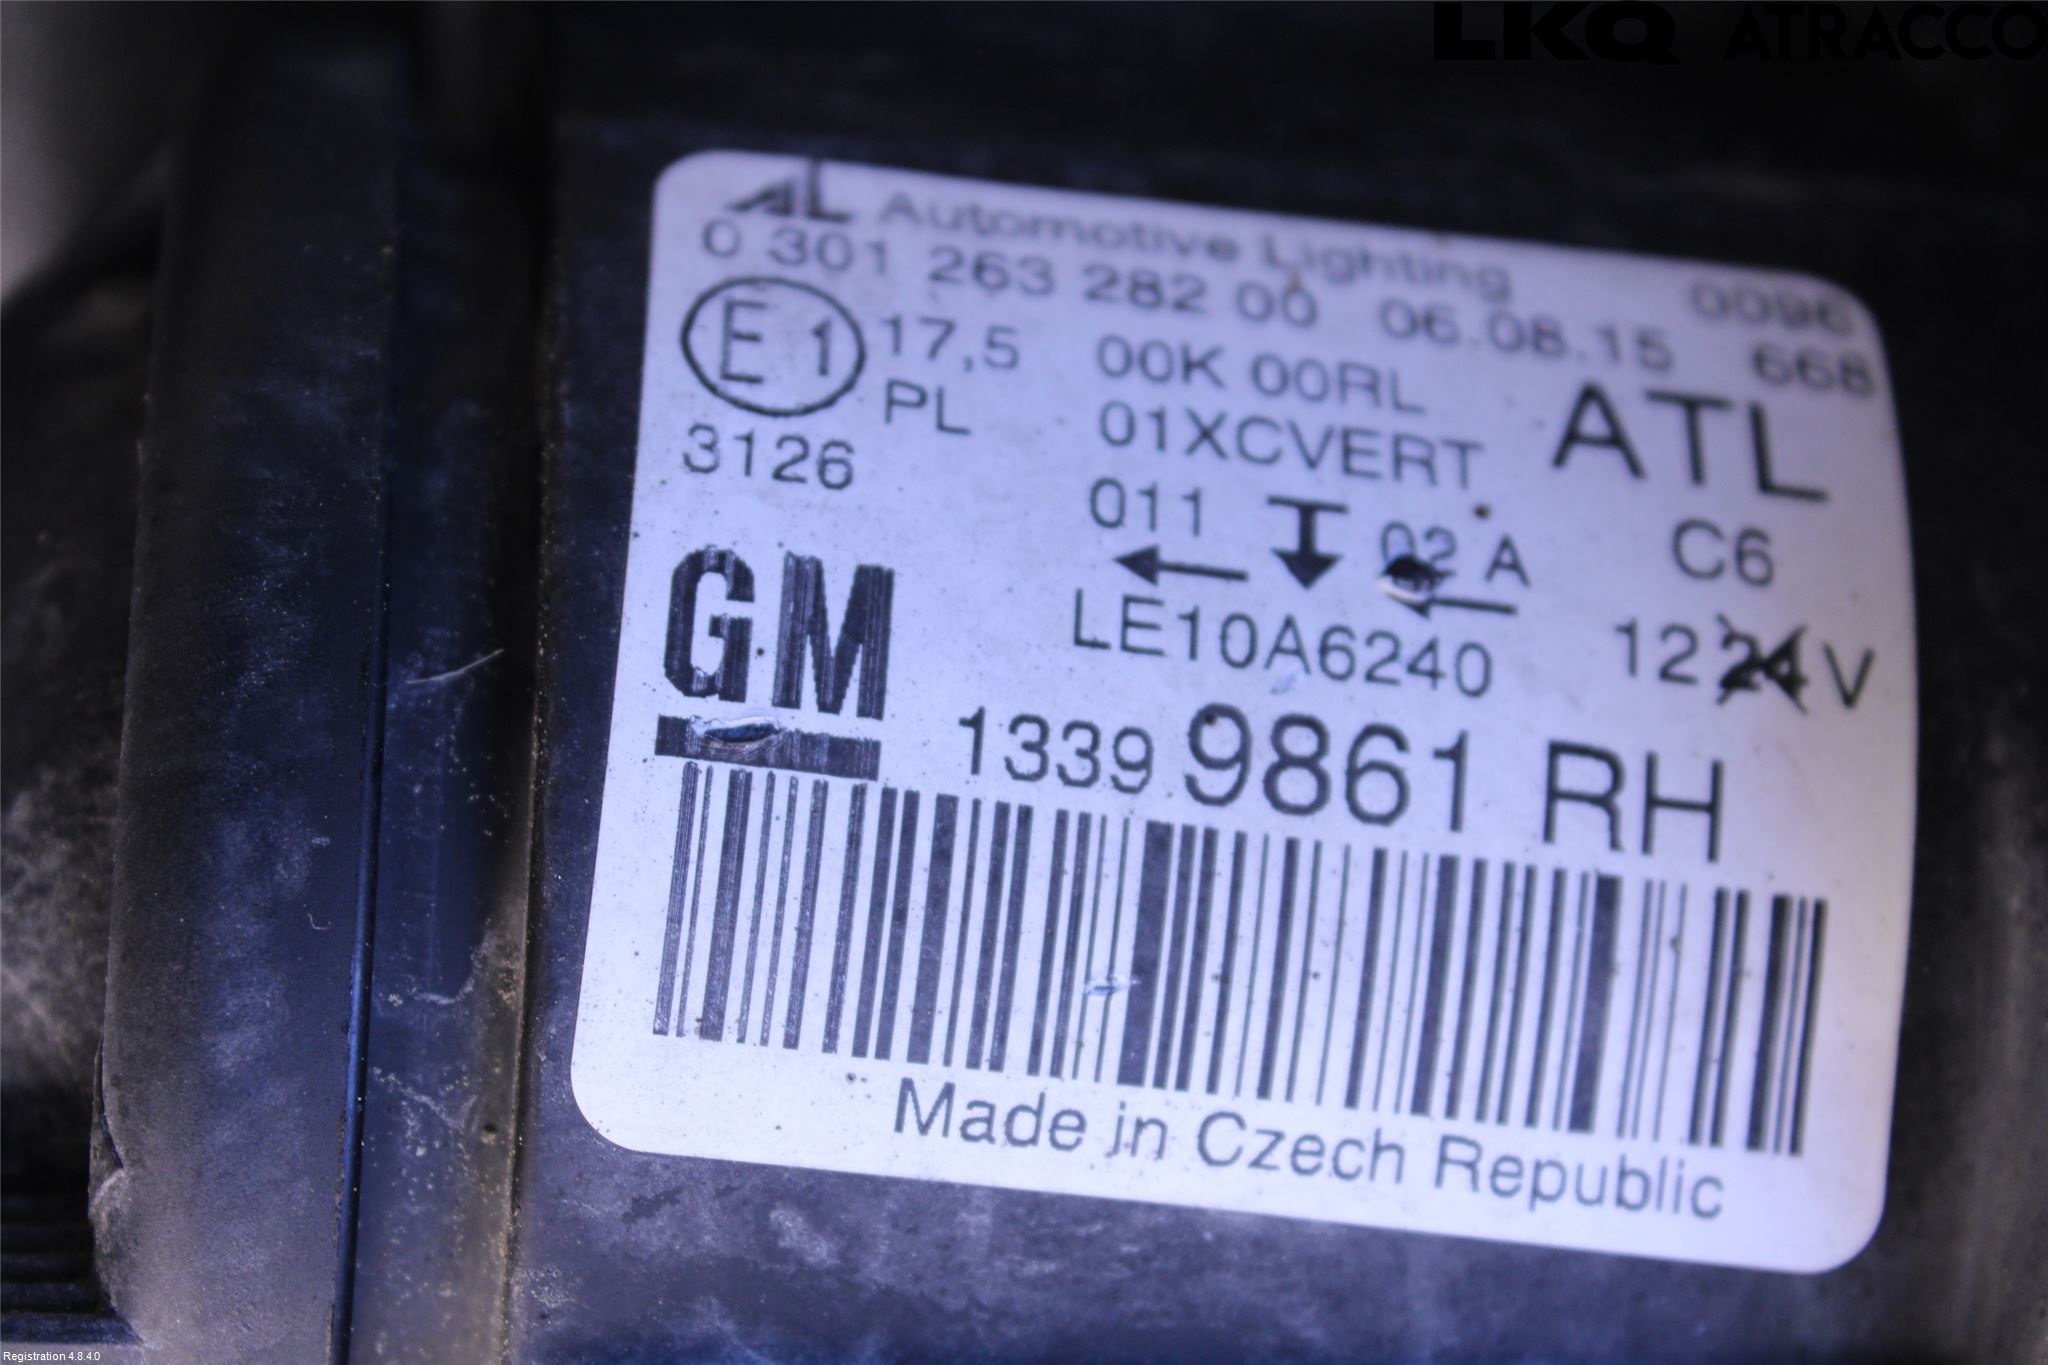 LKQ ATRACCO
AL Automotive Lighting 0096
0 301 263 282 00 06.08.15 668
E1 17,5 00K 00RL ATL
PL 01XCVERT
3126 011 02 A C6
LE10A6240 12 24 V
GM 1339 9861 RH
Made in Czech Republic
Registration 4.8.4.0